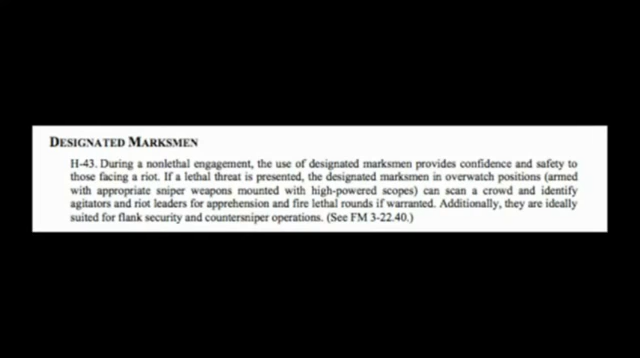 DESIGNATED MARKSMEN
H-43. During a nonlethal engagement, the use of designated marksmen provides confidence and safety to
those facing a riot. If a lethal threat is presented, the designated marksmen in overwatch positions (armed
with appropriate sniper weapons mounted with high-powered scopes) can scan a crowd and identify
agitators and riot leaders for apprehension and fire lethal rounds if warranted. Additionally, they are ideally
suited for flank security and countersniper operations. (See FM 3-22.40.)